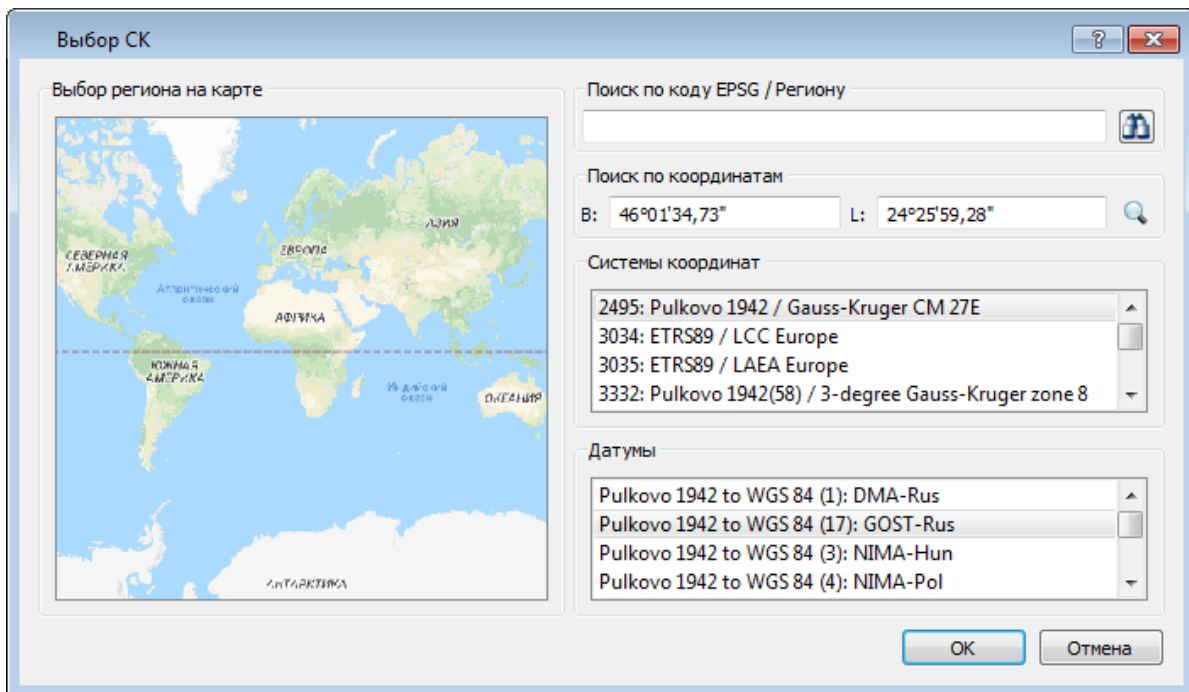 Выбор СК
?
Выбор региона на карте
АЗИЯ
ЕВРОПА
СЕВЕРНАЯ
АМЕРИКА
Атлантический
океан
АФРИКА
ЮЖНАЯ
АМЕРИКА
Индийский
океан
ОКЕАНИЯ
АНТАРКТИКА
Поиск по коду EPSG / Региону
Поиск по координатам
B: 46°01'34,73" L: 24°25'59,28"
Системы координат
2495: Pulkovo 1942 / Gauss-Kruger CM 27E
3034: ETRS89 / LCC Europe
3035: ETRS89 / LAEA Europe
3332: Pulkovo 1942(58) / 3-degree Gauss-Kruger zone 8
Датумы
Pulkovo 1942 to WGS 84 (1): DMA-Rus
Pulkovo 1942 to WGS 84 (17): GOST-Rus
Pulkovo 1942 to WGS 84 (3): NIMA-Hun
Pulkovo 1942 to WGS 84 (4): NIMA-Pol
OK Отмена